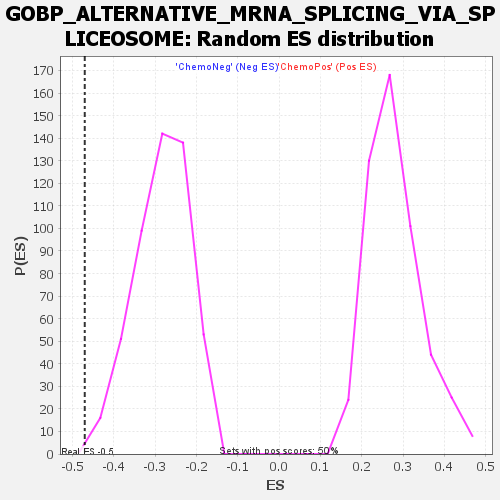 GOBP_ALTERNATIVE_MRNA_SPLICING_VIA_SP
LICEOSOME: Random ES distribution
'ChemoNeg' (Neg ES)'ChemoPos' (Pos ES)
170
160
150
140
130
120
110
100
90
80
70
60
50
40
30
20
10
0
P(ES)
Real ES -0.5
Sets with pos scores: 50%
-0.5 -0.4 -0.3 -0.2 -0.1 0.0 0.1 0.2 0.3 0.4 0.5
ES